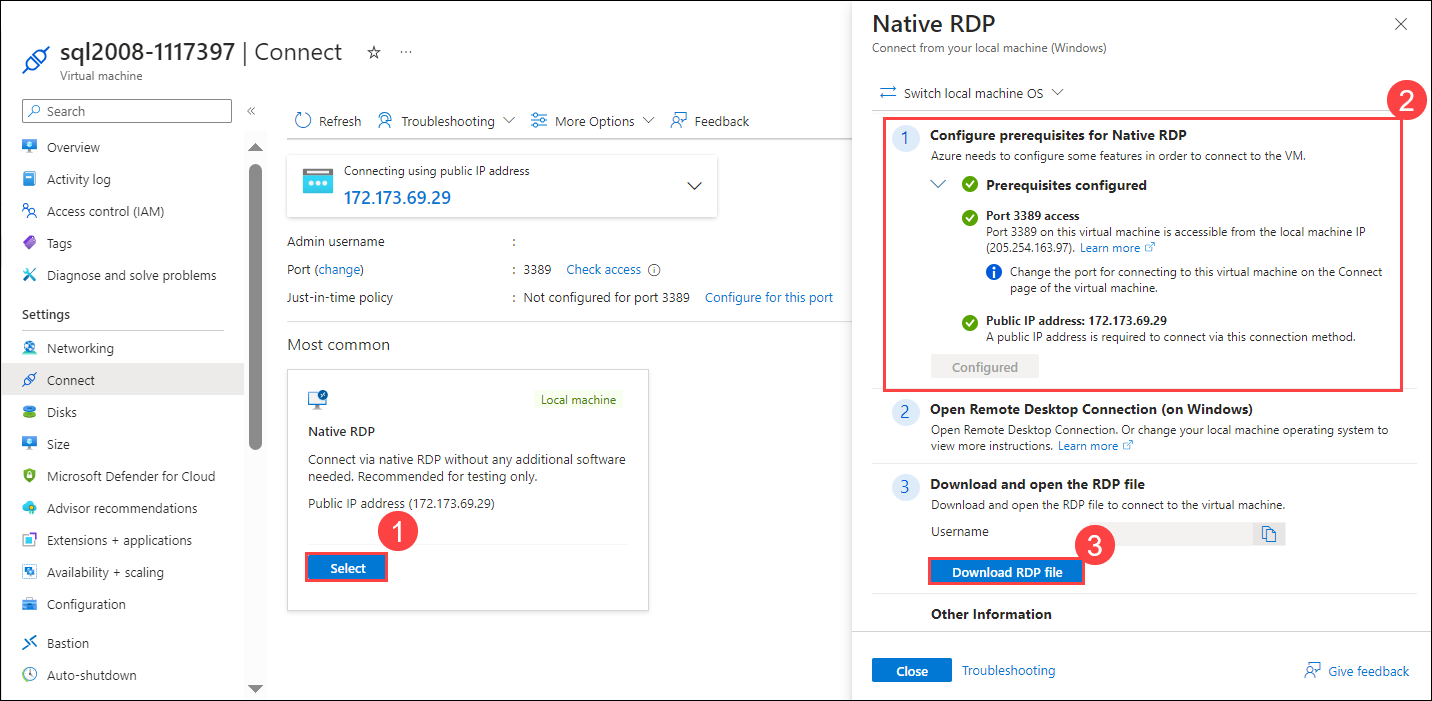 sql2008-1117397 | Connect
Virtual machine
Search
Overview
Activity log
Access control (IAM)
Tags
Diagnose and solve problems
Settings
Networking
Connect
Disks
Size
Microsoft Defender for Cloud
Advisor recommendations
Extensions + applications
Availability + scaling
Configuration
Bastion
Auto-shutdown
Refresh
Troubleshooting
More Options
Feedback
Connecting using public IP address
172.173.69.29
Admin username :
Port (change) : 3389 Check access
Just-in-time policy : Not configured for port 3389 Configure for this port
Most common
Local machine
Native RDP
Connect via native RDP without any additional software
needed. Recommended for testing only.
Public IP address (172.173.69.29)
1
Select
Native RDP
Connect from your local machine (Windows)
Switch local machine OS
2
1 Configure prerequisites for Native RDP
Azure needs to configure some features in order to connect to the VM.
Prerequisites configured
Port 3389 access
Port 3389 on this virtual machine is accessible from the local machine IP
(205.254.163.97). Learn more
Change the port for connecting to this virtual machine on the Connect
page of the virtual machine.
Public IP address: 172.173.69.29
A public IP address is required to connect via this connection method.
Configured
2 Open Remote Desktop Connection (on Windows)
Open Remote Desktop Connection. Or change your local machine operating system to
view more instructions. Learn more
3 Download and open the RDP file
Download and open the RDP file to connect to the virtual machine.
Username
3
Download RDP file
Other Information
Close
Troubleshooting
Give feedback